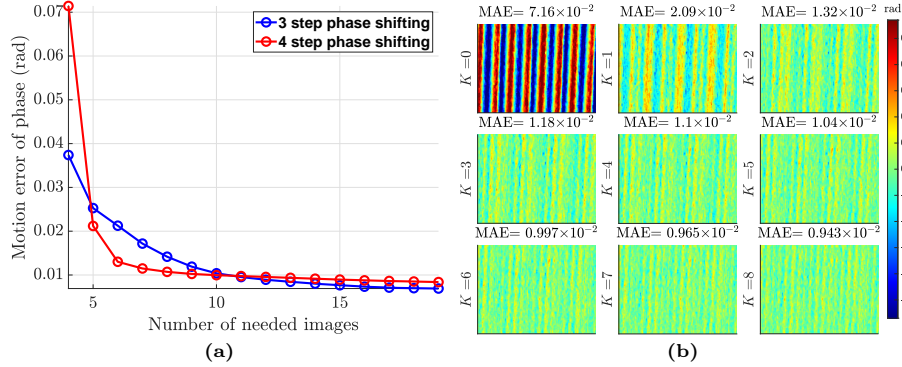 0.07
0.06
0.05
0.04
0.03
0.02
0.01
5
10
15
Motion error of phase (rad)
Number of needed images
3 step phase shifting
4 step phase shifting
(a)
MAE= 7.16×10⁻²
MAE= 2.09×10⁻²
MAE= 1.32×10⁻²
rad
K=0
K=1
K=2
MAE= 1.18×10⁻²
MAE= 1.1×10⁻²
MAE= 1.04×10⁻²
K=3
K=4
K=5
MAE= 0.997×10⁻²
MAE= 0.965×10⁻²
MAE= 0.943×10⁻²
K=6
K=7
K=8
(b)